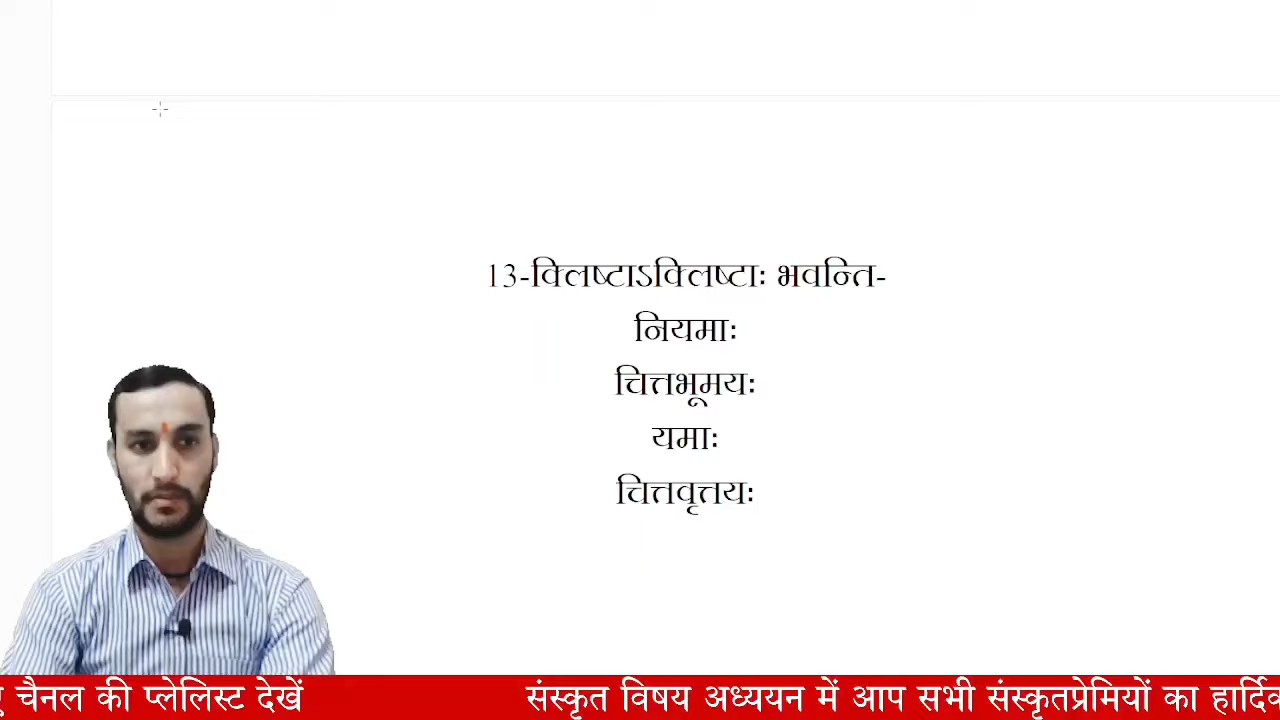 13-क्लिष्टाऽक्लिष्टाः भवन्ति-
नियमाः
चित्तभूमयः
यमाः
चित्तवृत्तयः
चैनल की प्लेलिस्ट देखें संस्कृत विषय अध्ययन में आप सभी संस्कृतप्रेमियों का